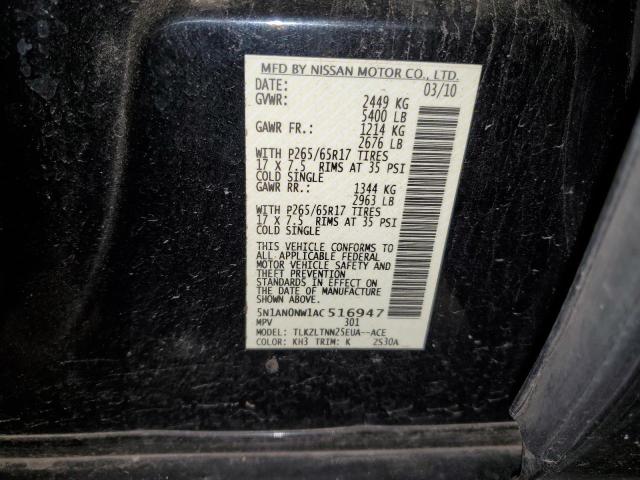 MFD BY NISSAN MOTOR CO., LTD.
DATE: 03/10
GVWR: 2449 KG
5400 LB
GAWR FR.: 1214 KG
2676 LB
WITH P265/65R17 TIRES
17 X 7.5 RIMS AT 35 PSI
COLD SINGLE
GAWR RR.: 1344 KG
2963 LB
WITH P265/65R17 TIRES
17 X 7.5 RIMS AT 35 PSI
COLD SINGLE
THIS VEHICLE CONFORMS TO
ALL APPLICABLE FEDERAL
MOTOR VEHICLE SAFETY AND
THEFT PREVENTION
STANDARDS IN EFFECT ON
THE DATE OF MANUFACTURE
SHOWN ABOVE.
5N1AN0NW1AC516947
MPV 301
MODEL: TLKZLTNNZ5EUA--ACE
COLOR: KH3 TRIM: K 2S30A